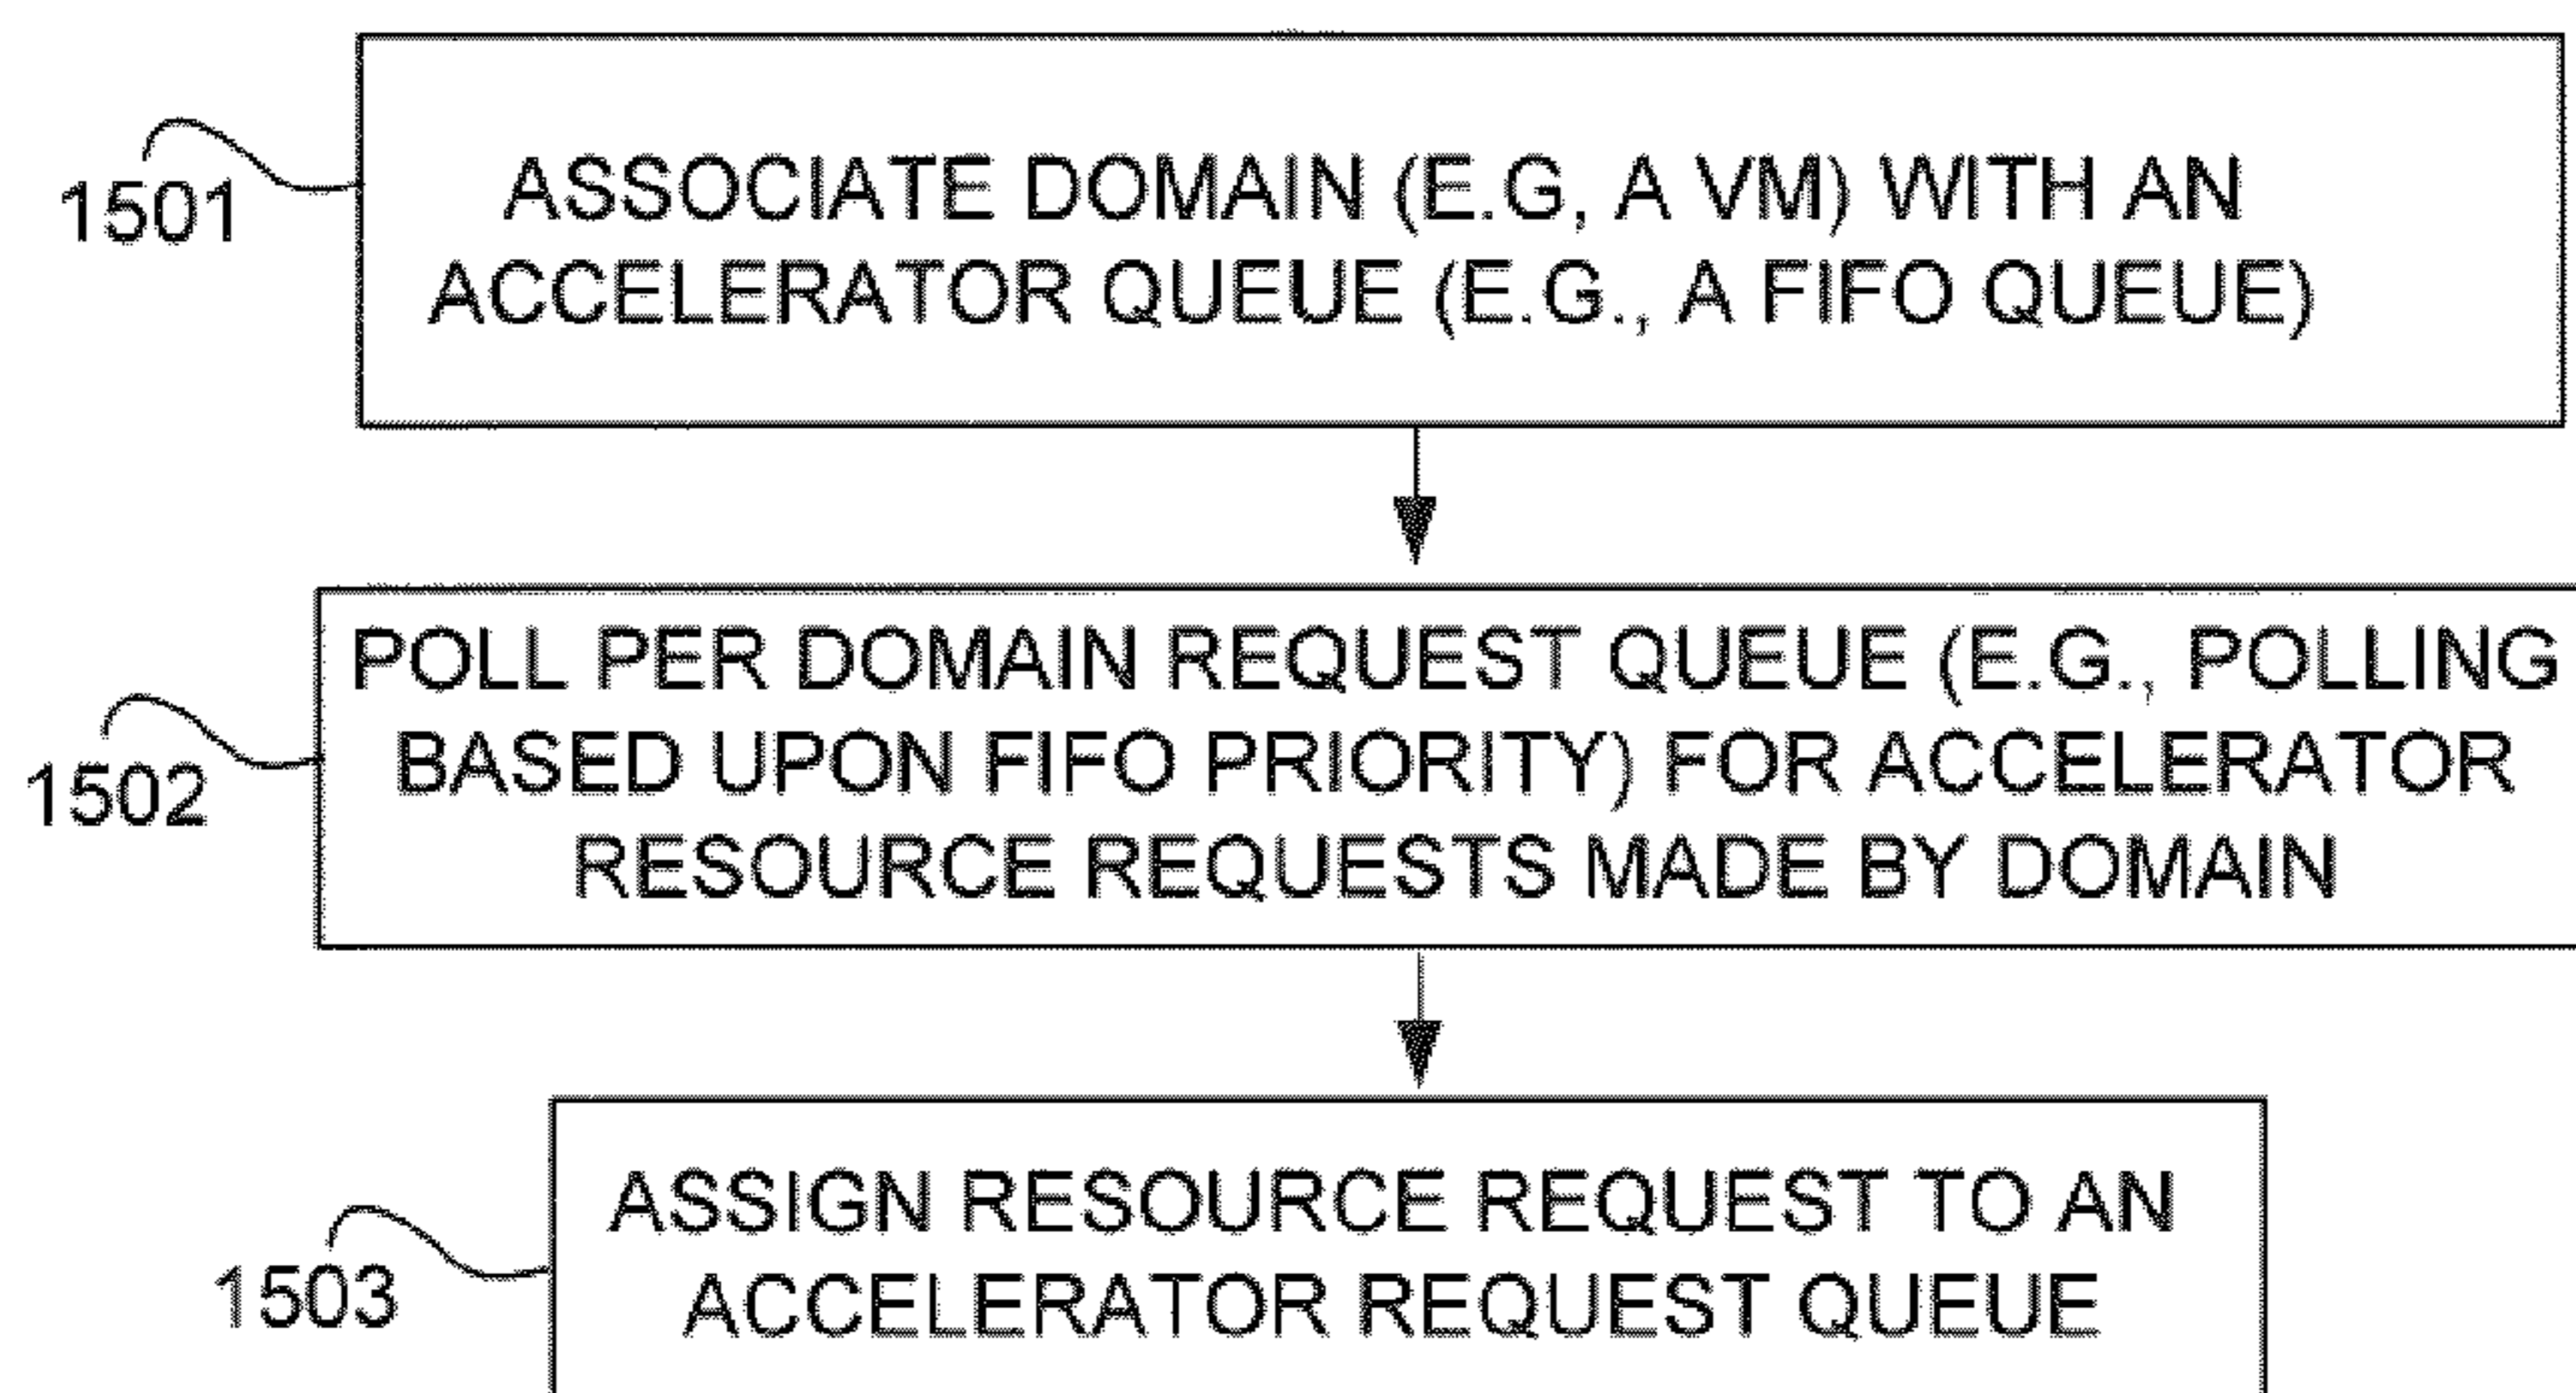 1501
ASSOCIATE DOMAIN (E.G, A VM) WITH AN
ACCELERATOR QUEUE (E.G., A FIFO QUEUE)
1502
POLL PER DOMAIN REQUEST QUEUE (E.G., POLLING
BASED UPON FIFO PRIORITY) FOR ACCELERATOR
RESOURCE REQUESTS MADE BY DOMAIN
1503
ASSIGN RESOURCE REQUEST TO AN
ACCELERATOR REQUEST QUEUE